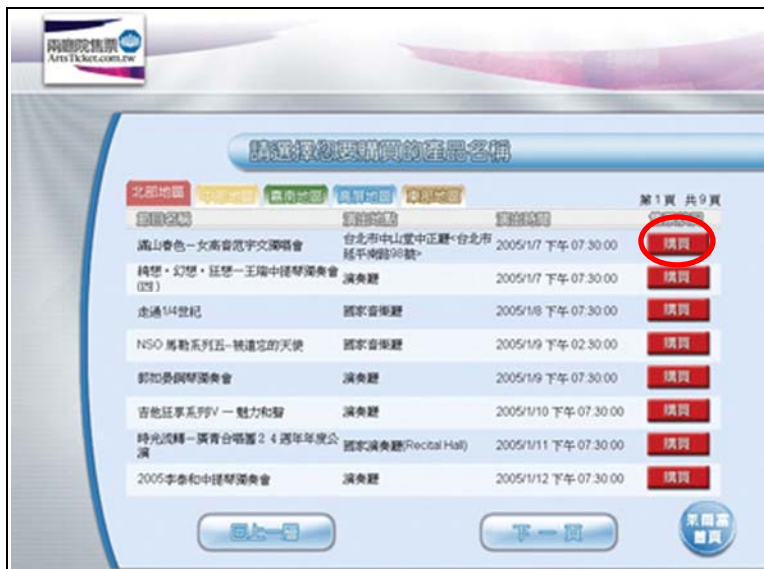 兩廳院售票
ArtsTicket.com.tw
請選擇您要購買的產品名稱
北部地區 中部地區 嘉南地區 高屏地區 東部地區
第1頁 共9頁
節目名稱 演出地點 演出時間
滿山春色-女高音范宇文獨唱會 台北市中山堂中正廳<台北市延平南路98號> 2005/1/7 下午 07:30:00 購買
綺想・幻想・狂想-王瑞中提琴獨奏會(四) 演奏廳 2005/1/7 下午 07:30:00 購買
走過1/4世紀 國家音樂廳 2005/1/8 下午 07:30:00 購買
NSO 馬勒系列五-被遺忘的天使 國家音樂廳 2005/1/9 下午 02:30:00 購買
郭如曼鋼琴獨奏會 演奏廳 2005/1/9 下午 07:30:00 購買
吉他狂享系列IV — 魅力和聲 演奏廳 2005/1/10 下午 07:30:00 購買
時光流轉-廣青合唱團24週年年度公演 國家演奏廳(Recital Hall) 2005/1/11 下午 07:30:00 購買
2005李泰和中提琴獨奏會 演奏廳 2005/1/12 下午 07:30:00 購買
回上一層 下一頁
首頁